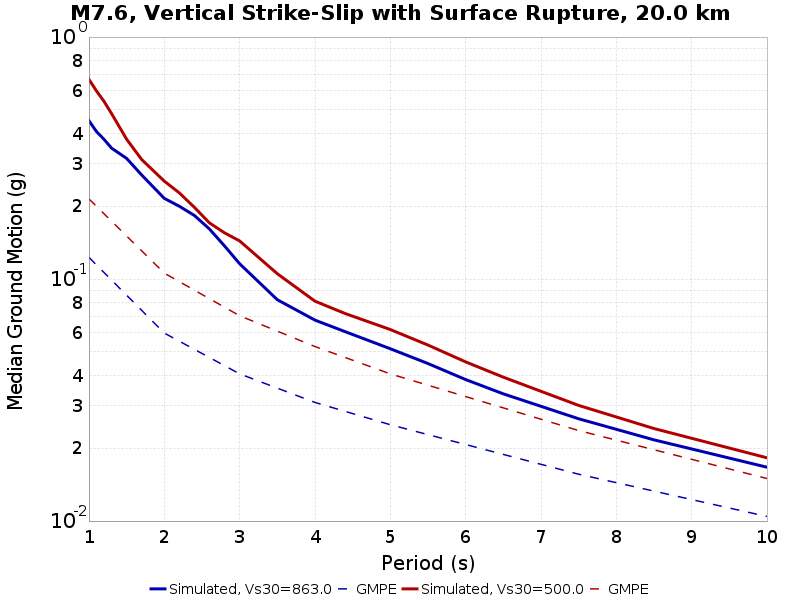 M7.6, Vertical Strike-Slip with Surface Rupture, 20.0 km
Median Ground Motion (g)
10^0
8
6
4
3
2
10^-1
8
6
4
3
2
10^-2
1 2 3 4 5 6 7 8 9 10
Period (s)
Simulated, Vs30=863.0 GMPE Simulated, Vs30=500.0 GMPE